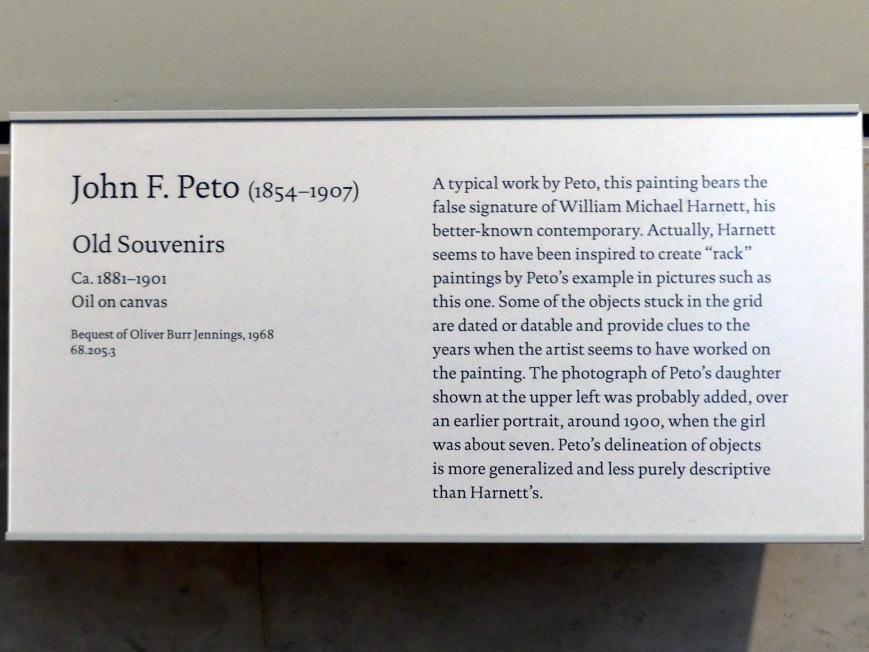 John F. Peto (1854–1907)
Old Souvenirs
Ca. 1881–1901
Oil on canvas
Bequest of Oliver Burr Jennings, 1968
68.205.3
A typical work by Peto, this painting bears the
false signature of William Michael Harnett, his
better-known contemporary. Actually, Harnett
seems to have been inspired to create “rack”
paintings by Peto’s example in pictures such as
this one. Some of the objects stuck in the grid
are dated or datable and provide clues to the
years when the artist seems to have worked on
the painting. The photograph of Peto’s daughter
shown at the upper left was probably added, over
an earlier portrait, around 1900, when the girl
was about seven. Peto’s delineation of objects
is more generalized and less purely descriptive
than Harnett’s.